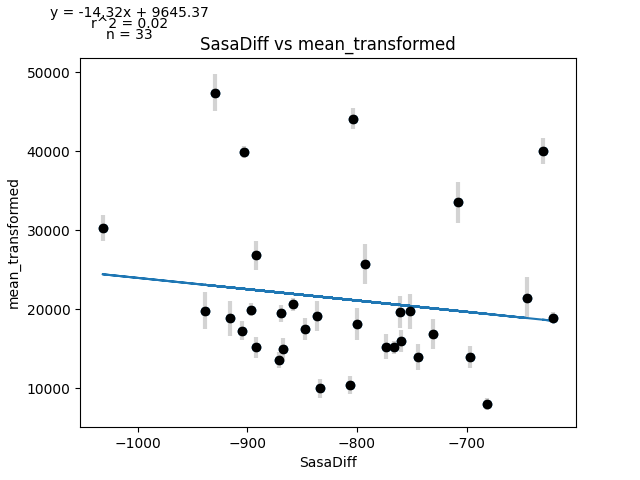 y = -14.32x + 9645.37
r^2 = 0.02
n = 33
SasaDiff vs mean_transformed
50000
40000
30000
20000
10000
mean_transformed
−1000
−900
−800
−700
SasaDiff